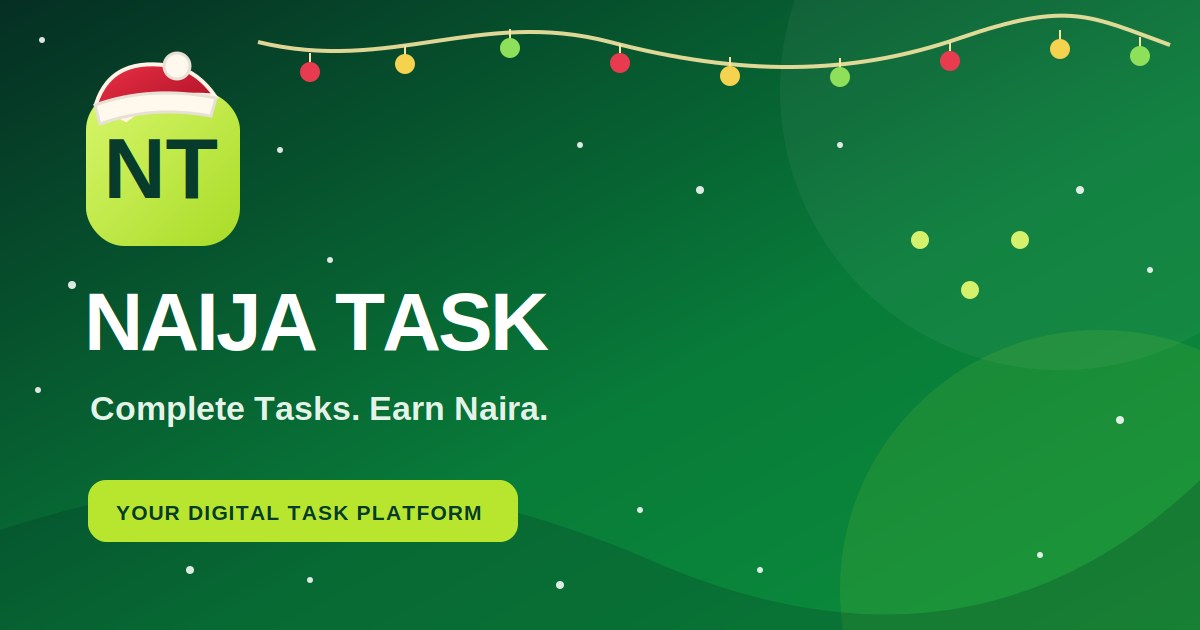 NT
NAIJA TASK
Complete Tasks. Earn Naira.
YOUR DIGITAL TASK PLATFORM